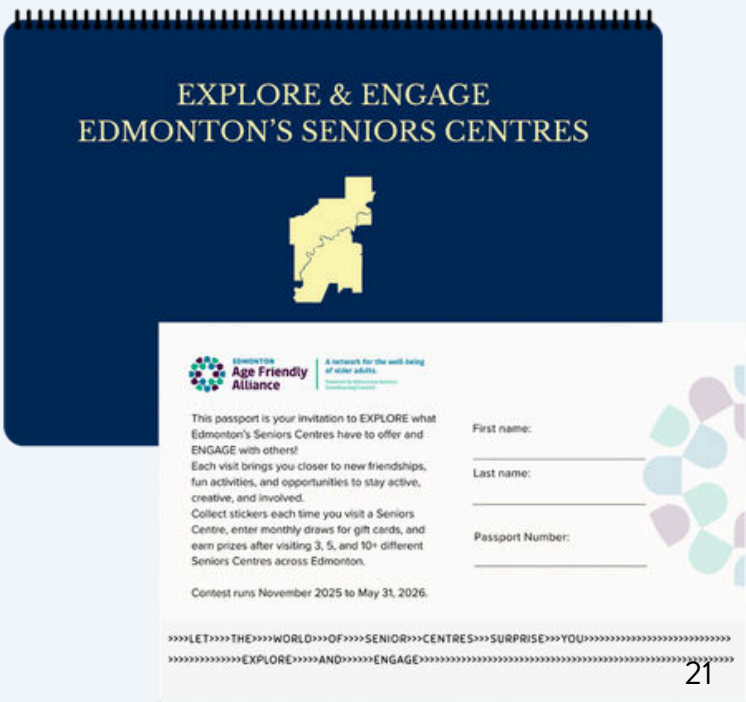 EXPLORE & ENGAGE
EDMONTON'S SENIORS CENTRES
EDMONTON
Age Friendly
Alliance
A network for the well-being
of older adults.
This passport is your invitation to EXPLORE what
Edmonton's Seniors Centres have to offer and
ENGAGE with others!
Each visit brings you closer to new friendships,
fun activities, and opportunities to stay active,
creative, and involved.
Collect stickers each time you visit a Seniors
Centre, enter monthly draws for gift cards, and
earn prizes after visiting 3, 5, and 10+ different
Seniors Centres across Edmonton.
Contest runs November 2025 to May 31, 2026.
First name:
Last name:
Passport Number:
>>>>LET>>>>THE>>>>WORLD>>>OF>>>>SENIOR>>>CENTRES>>>SURPRISE>>>YOU>>>>>>>>>>>>>>>>>>>>>>>>>>>>
>>>>>>>>>>>>>>EXPLORE>>>>>AND>>>>>>ENGAGE>>>>>>>>>>>>>>>>>>>>>>>>>>>>>>>>>>>>>>>>>>>>>>>>>>>>>>>>>>
21